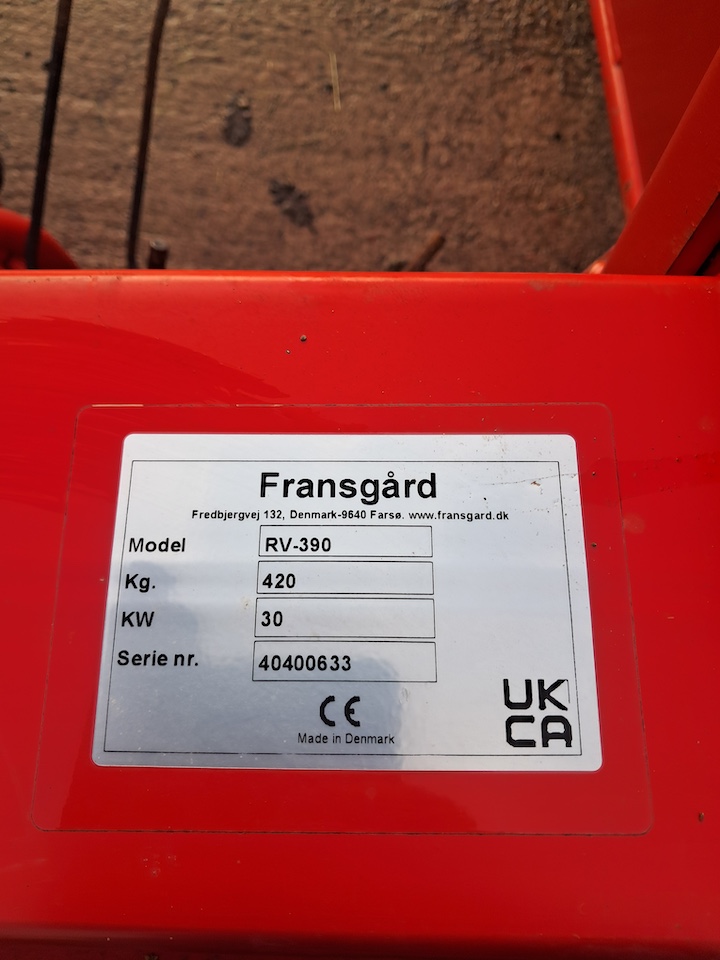 Fransgård
Fredbjergvej 132, Denmark-9640 Farsø. www.fransgard.dk
Model RV-390
Kg. 420
KW 30
Serie nr. 40400633
CE
Made in Denmark
UK
CA